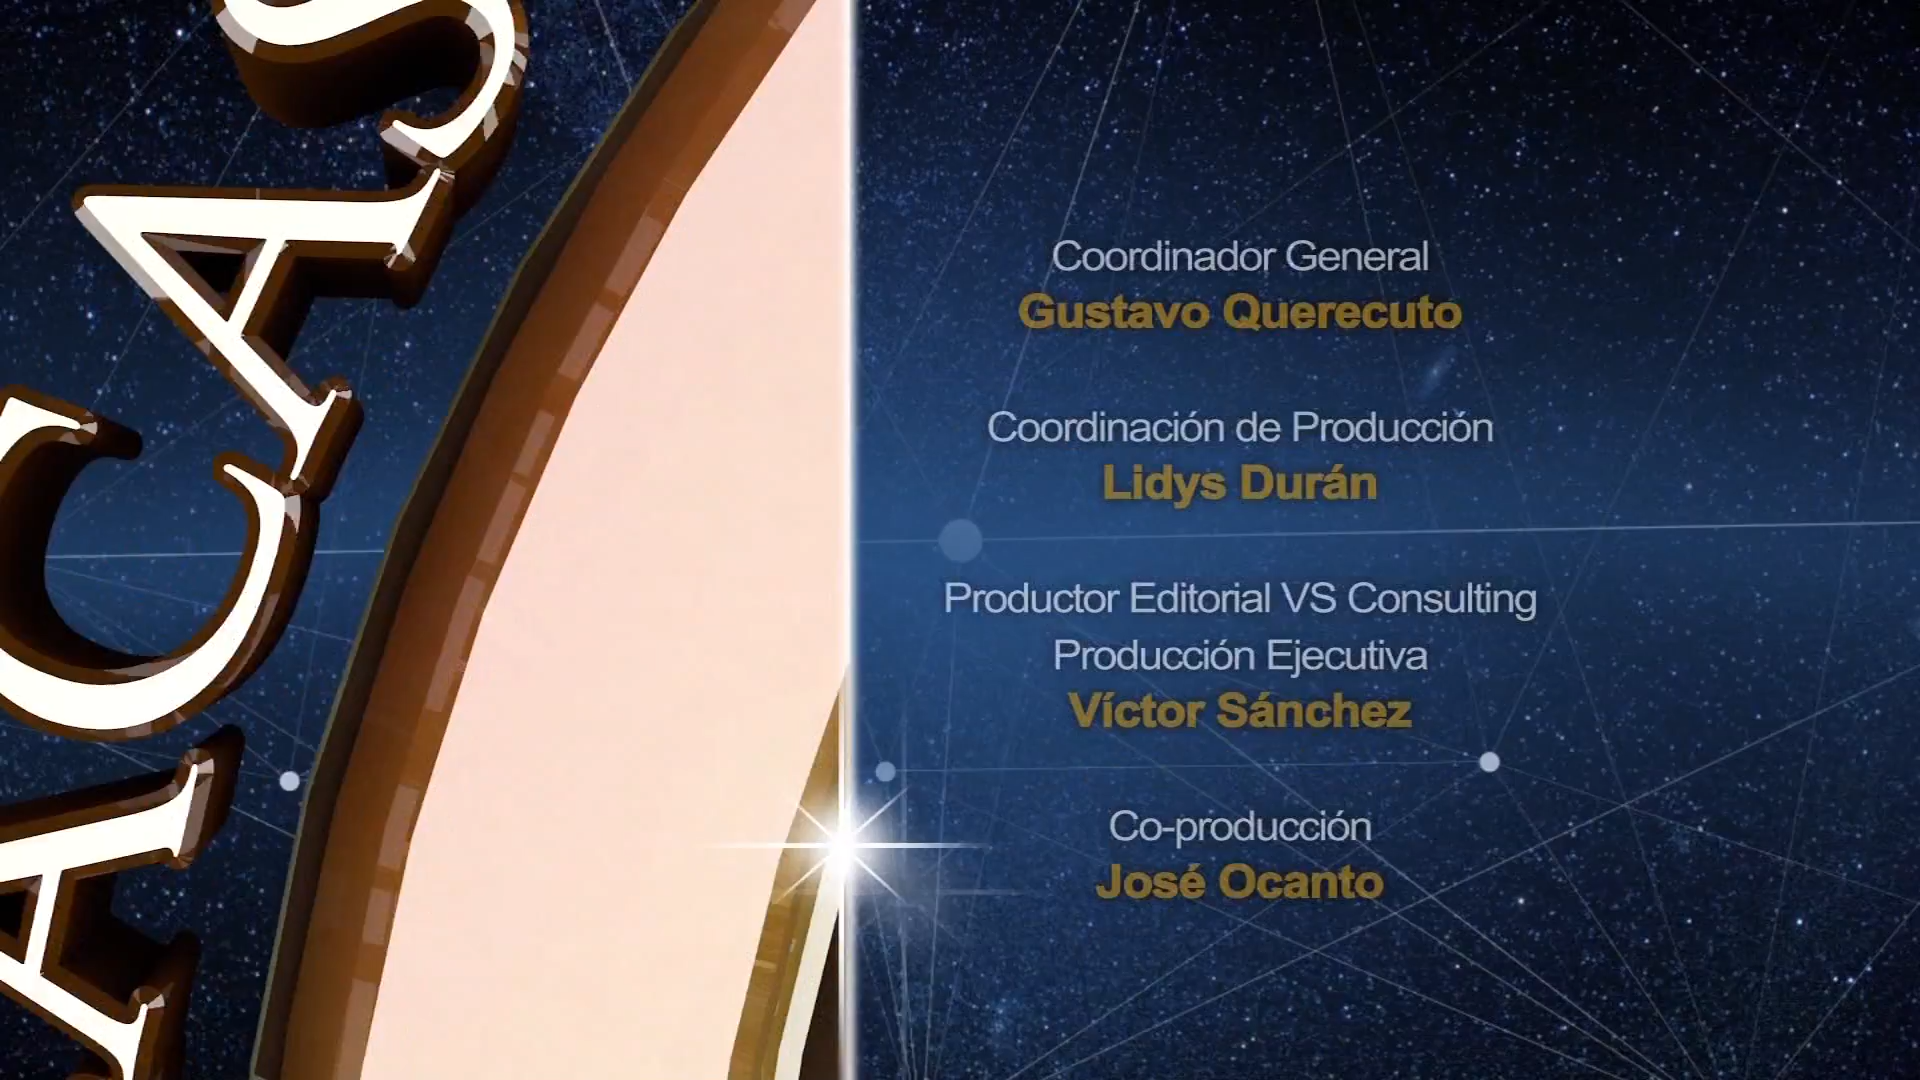 ACAS
Coordinador General
Gustavo Querecuto
Coordinación de Producción
Lidys Durán
Productor Editorial VS Consulting
Producción Ejecutiva
Víctor Sánchez
Co-producción
José Ocanto